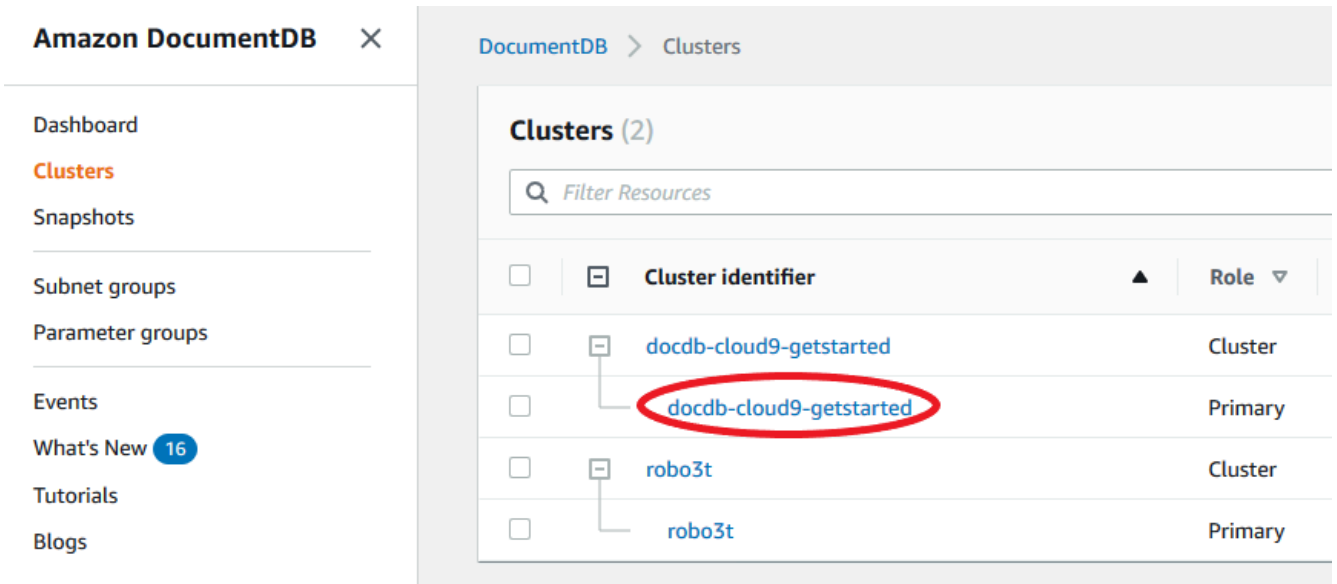 Amazon DocumentDB
Dashboard
Clusters
Snapshots
Subnet groups
Parameter groups
Events
What's New 16
Tutorials
Blogs
DocumentDB > Clusters
Clusters (2)
Filter Resources
Cluster identifier Role
docdb-cloud9-getstarted Cluster
docdb-cloud9-getstarted Primary
robo3t Cluster
robo3t Primary